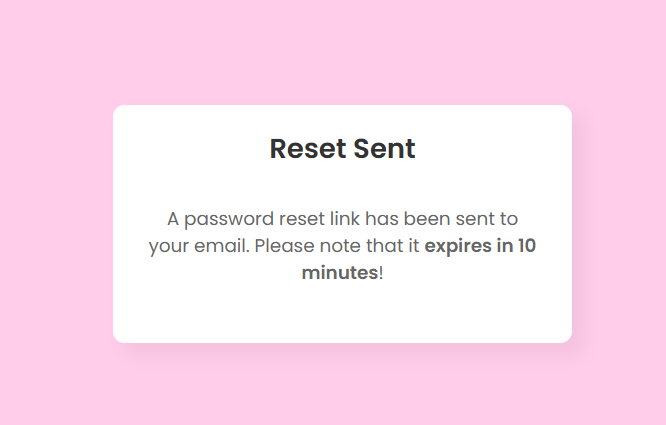 Reset Sent
A password reset link has been sent to
your email. Please note that it expires in 10
minutes!